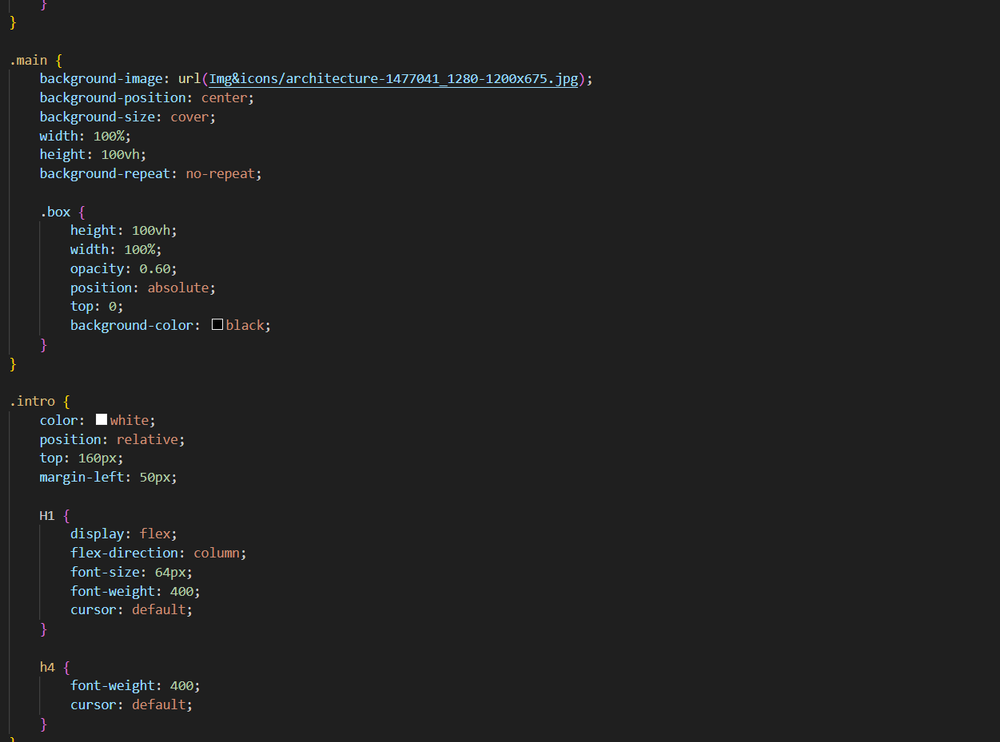 }
}
.main {
background-image: url(Img&icons/architecture-1477041_1280-1200x675.jpg);
background-position: center;
background-size: cover;
width: 100%;
height: 100vh;
background-repeat: no-repeat;
.box {
height: 100vh;
width: 100%;
opacity: 0.60;
position: absolute;
top: 0;
background-color: black;
}
}
.intro {
color: white;
position: relative;
top: 160px;
margin-left: 50px;
H1 {
display: flex;
flex-direction: column;
font-size: 64px;
font-weight: 400;
cursor: default;
}
h4 {
font-weight: 400;
cursor: default;
}
}